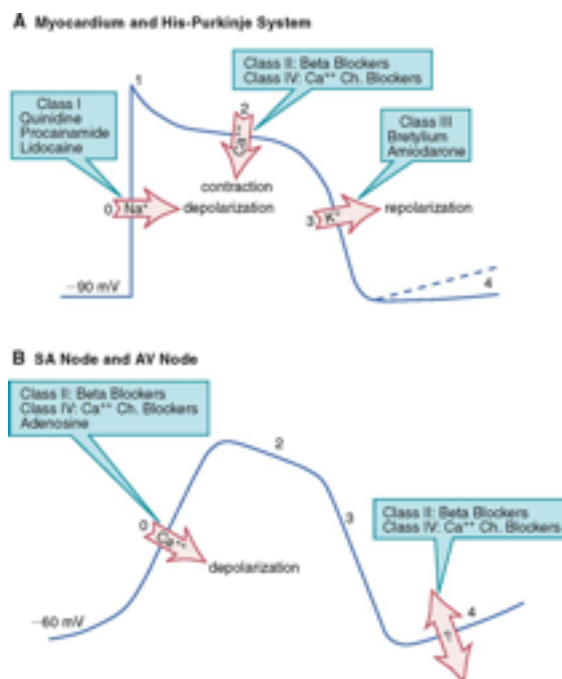 A Myocardium and His-Purkinje System
Class II: Beta Blockers
Class IV: Ca++ Ch. Blockers
1
Class I
Quinidine
Procainamide
Lidocaine
2
Ca++
Class III
Bretylium
Amiodarone
contraction
0 Na+ depolarization
3 K+ repolarization
−90 mV
4
B SA Node and AV Node
Class II: Beta Blockers
Class IV: Ca++ Ch. Blockers
Adenosine
2
Class II: Beta Blockers
Class IV: Ca++ Ch. Blockers
3
0 Ca++
depolarization
−60 mV
4
?